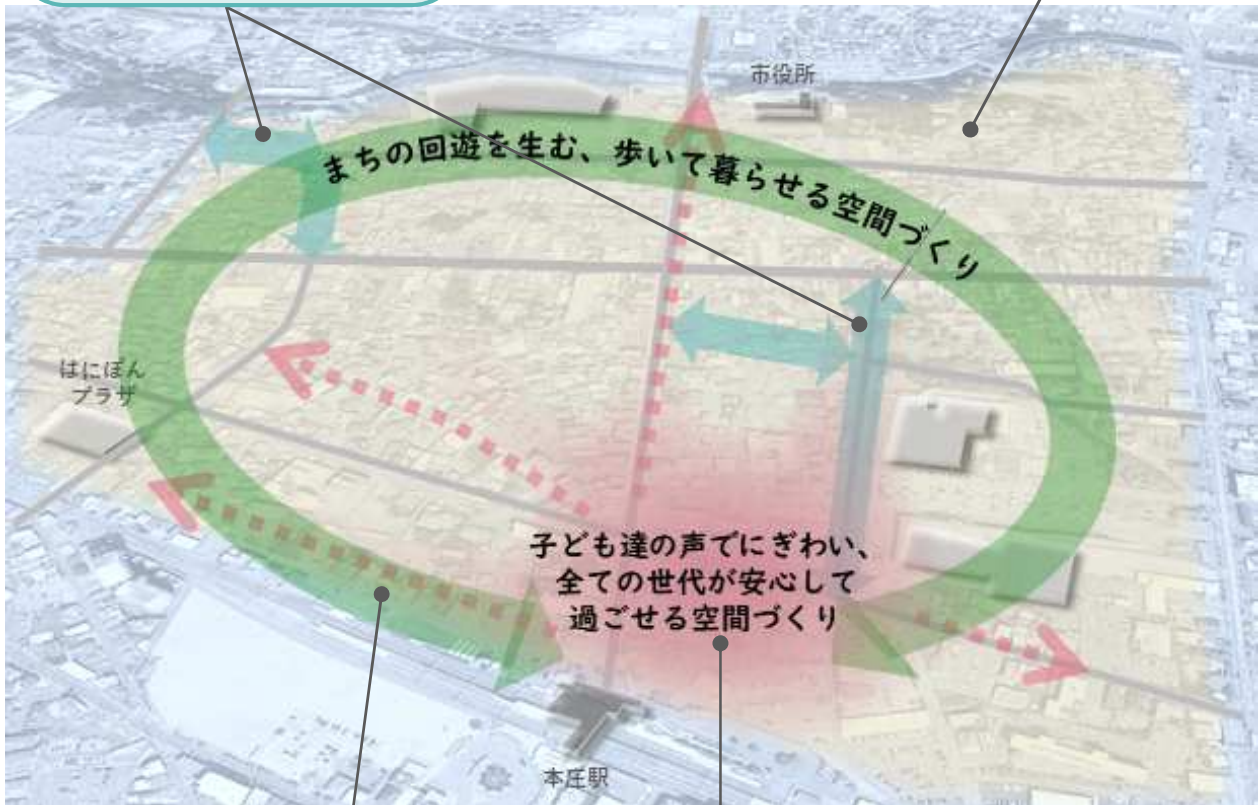 市役所
まちの回遊を生む、歩いて暮らせる空間づくり
はにぽん
プラザ
子ども達の声でにぎわい、
全ての世代が安心して
過ごせる空間づくり
本庄駅